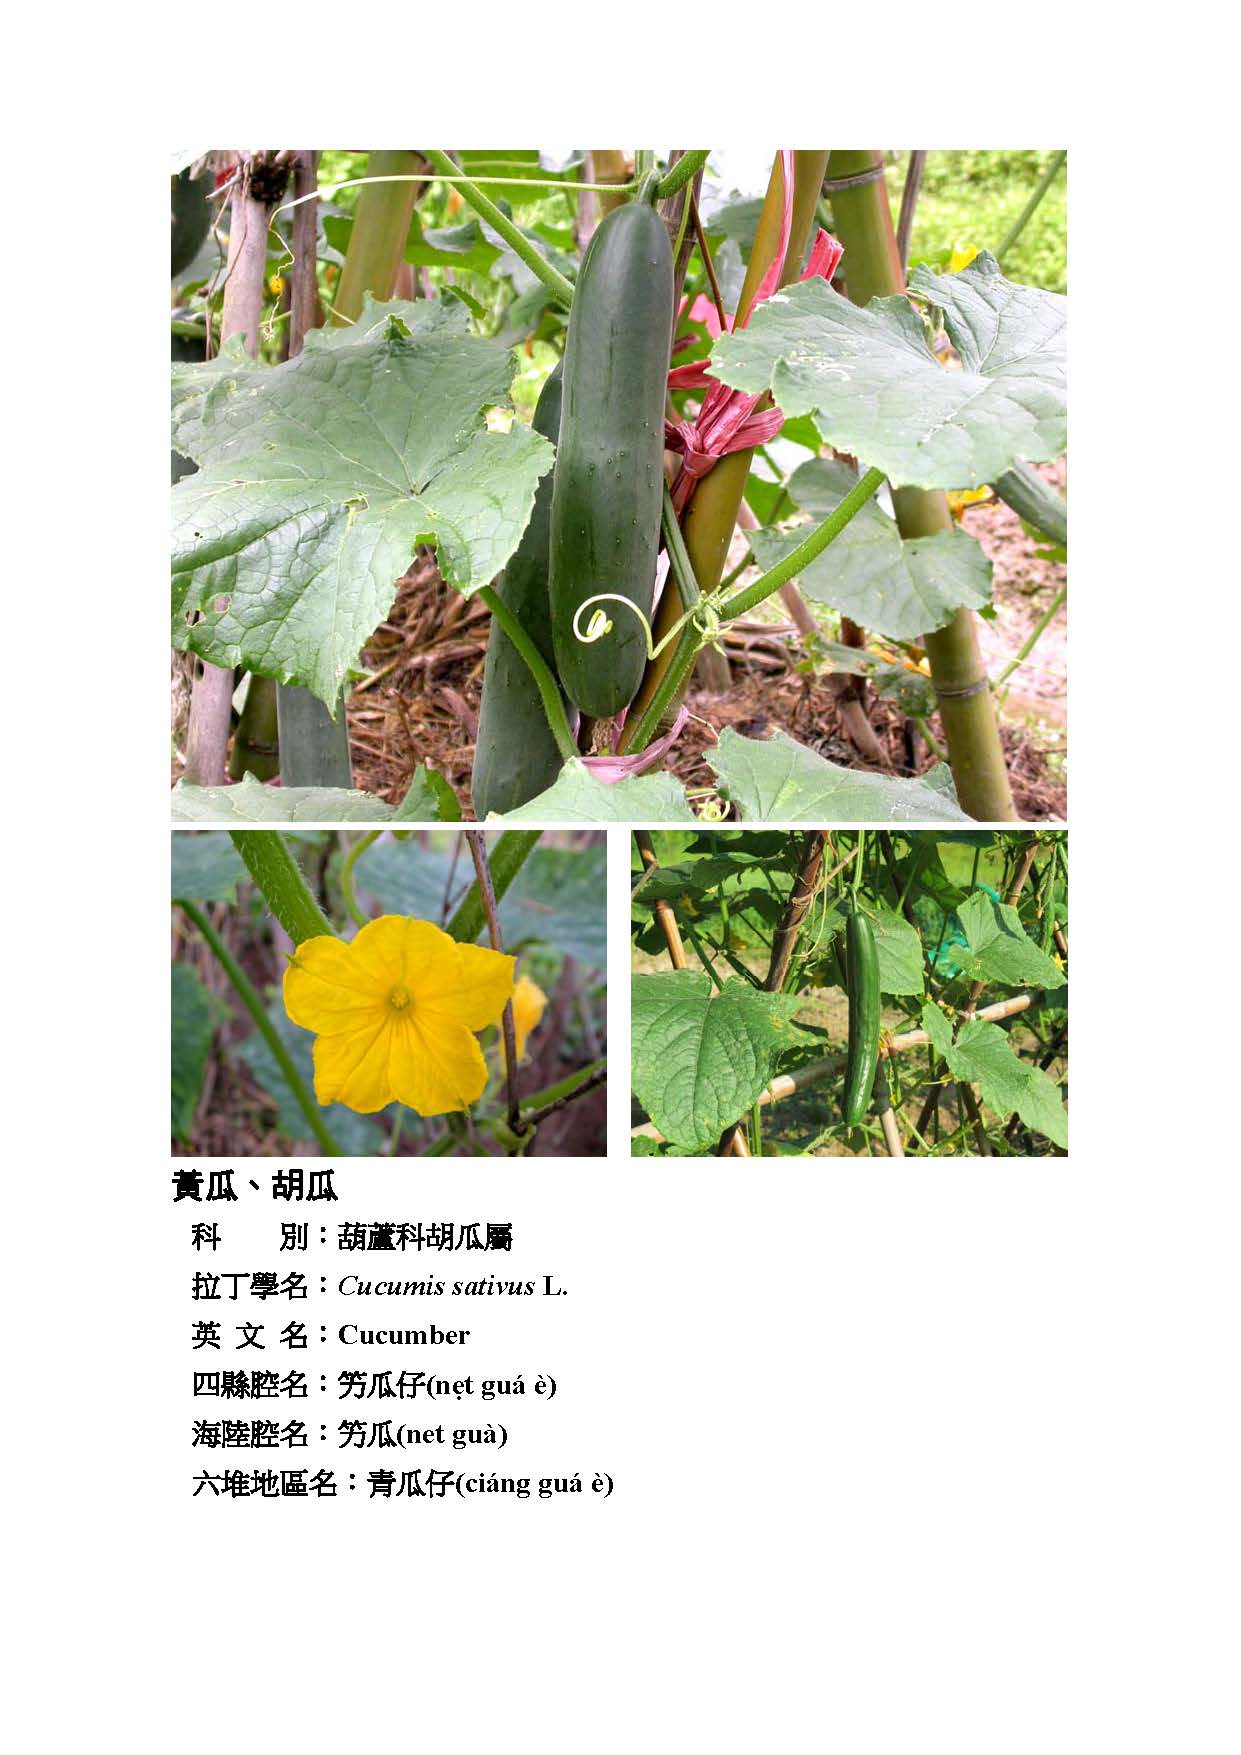 黃瓜、胡瓜
科　　別：葫蘆科胡瓜屬
拉丁學名：Cucumis sativus L.
英 文 名：Cucumber
四縣腔名：竻瓜仔(nẹt guá è)
海陸腔名：竻瓜(net guà)
六堆地區名：青瓜仔(ciáng guá è)